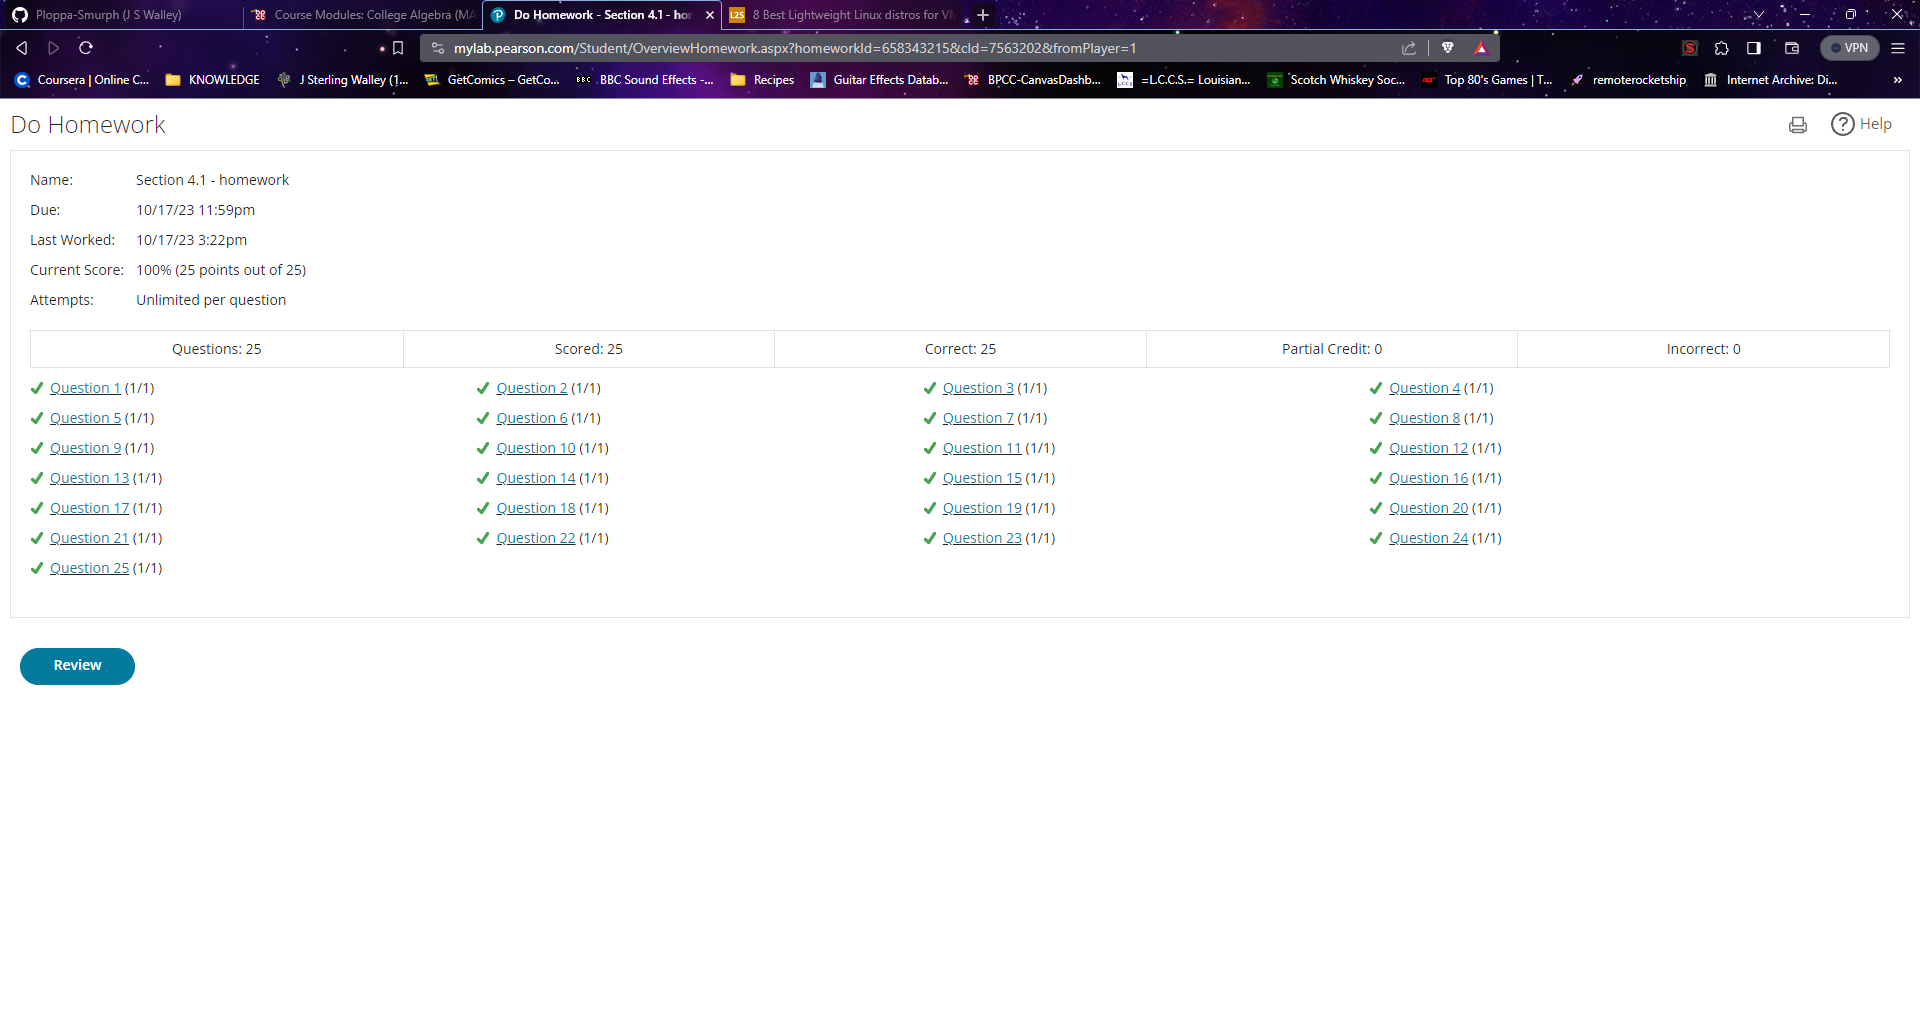 Ploppa-Smurph (J S Walley)
Course Modules: College Algebra (MA
Do Homework - Section 4.1 - ho
8 Best Lightweight Linux distros for
mylab.pearson.com/Student/OverviewHomework.aspx?homeworkId=658343215&cId=7563202&fromPlayer=1
VPN
Coursera | Online C...
KNOWLEDGE
J Sterling Walley (1...
GetComics – GetCo...
BBC
BBC Sound Effects -...
Recipes
Guitar Effects Datab...
BPCC-CanvasDashb...
=L.C.C.S.= Louisian...
Scotch Whiskey Soc...
Top 80's Games | T...
remoterocketship
Internet Archive: Di...
»
Do Homework
? Help
Name: Section 4.1 - homework
Due: 10/17/23 11:59pm
Last Worked: 10/17/23 3:22pm
Current Score: 100% (25 points out of 25)
Attempts: Unlimited per question
Questions: 25 Scored: 25 Correct: 25 Partial Credit: 0 Incorrect: 0
Question 1 (1/1) Question 2 (1/1) Question 3 (1/1) Question 4 (1/1)
Question 5 (1/1) Question 6 (1/1) Question 7 (1/1) Question 8 (1/1)
Question 9 (1/1) Question 10 (1/1) Question 11 (1/1) Question 12 (1/1)
Question 13 (1/1) Question 14 (1/1) Question 15 (1/1) Question 16 (1/1)
Question 17 (1/1) Question 18 (1/1) Question 19 (1/1) Question 20 (1/1)
Question 21 (1/1) Question 22 (1/1) Question 23 (1/1) Question 24 (1/1)
Question 25 (1/1)
Review